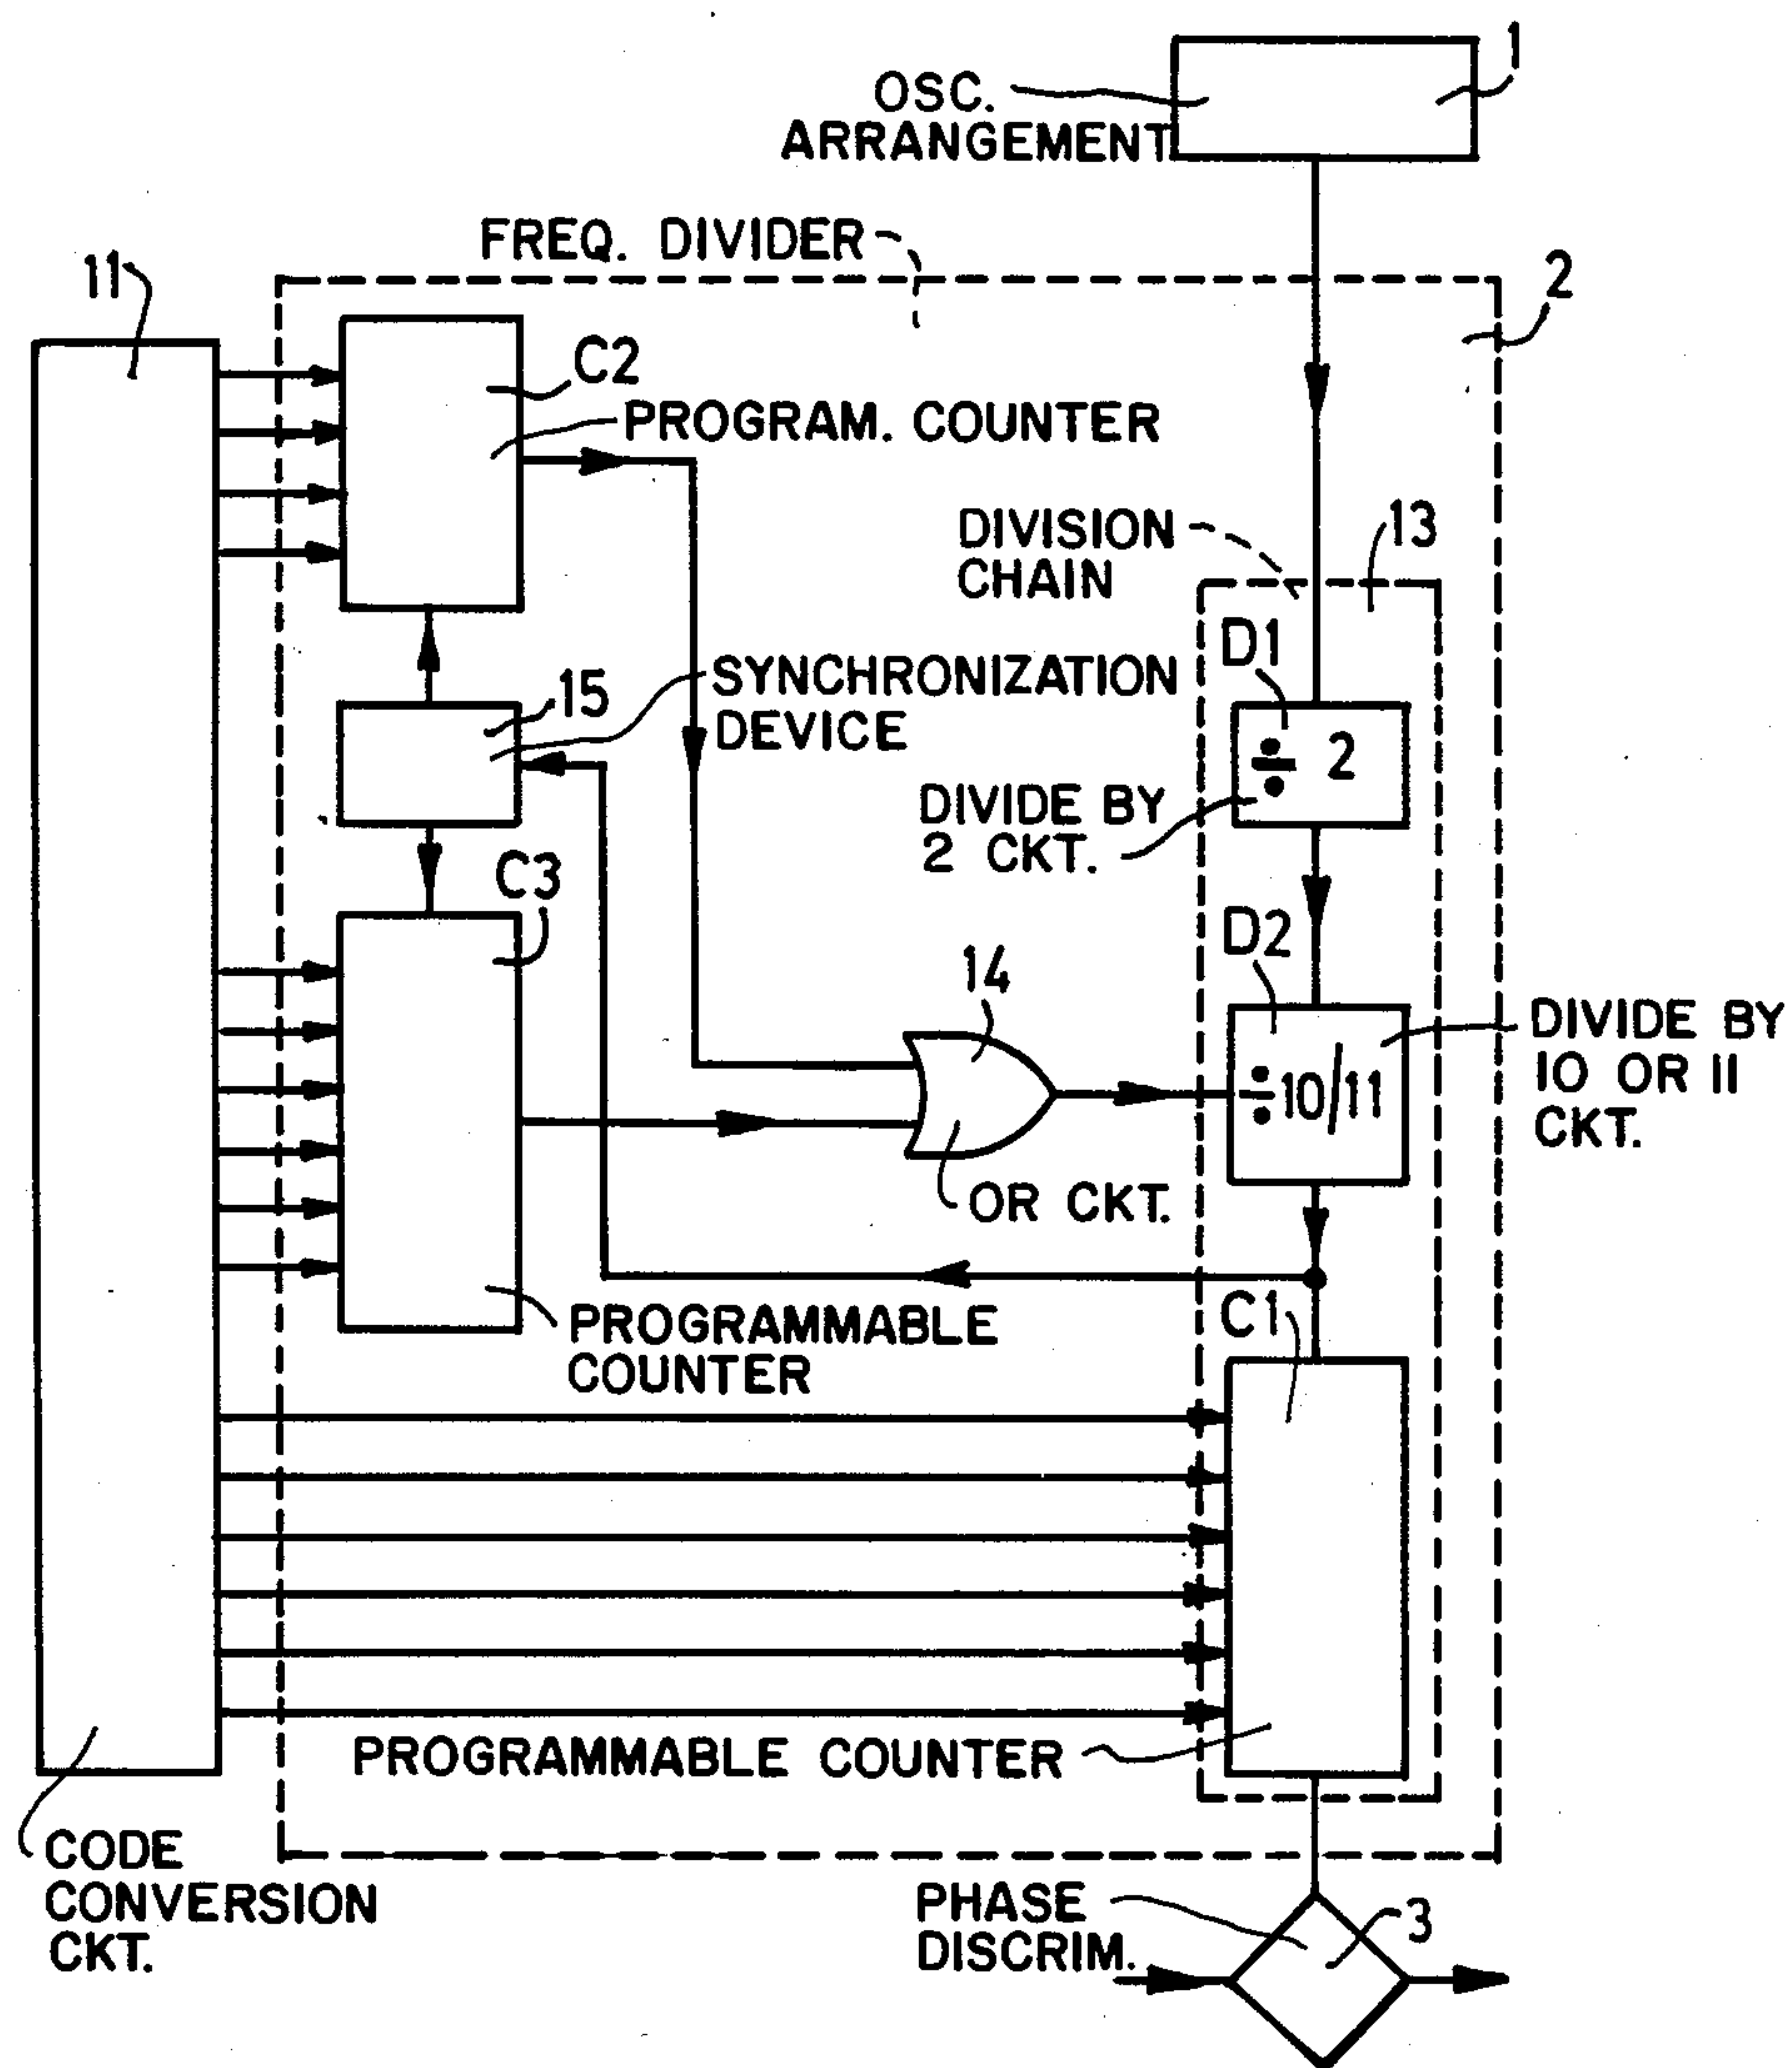 1
OSC.
ARRANGEMENT
FREQ. DIVIDER
2
11
C2
PROGRAM. COUNTER
DIVISION
CHAIN
13
D1
15
SYNCHRONIZATION
DEVICE
÷ 2
DIVIDE BY
2 CKT.
C3
D2
14
DIVIDE BY
10 OR 11
CKT.
÷10/11
OR CKT.
C1
PROGRAMMABLE
COUNTER
PROGRAMMABLE COUNTER
CODE
CONVERSION
CKT.
PHASE
DISCRIM.
3